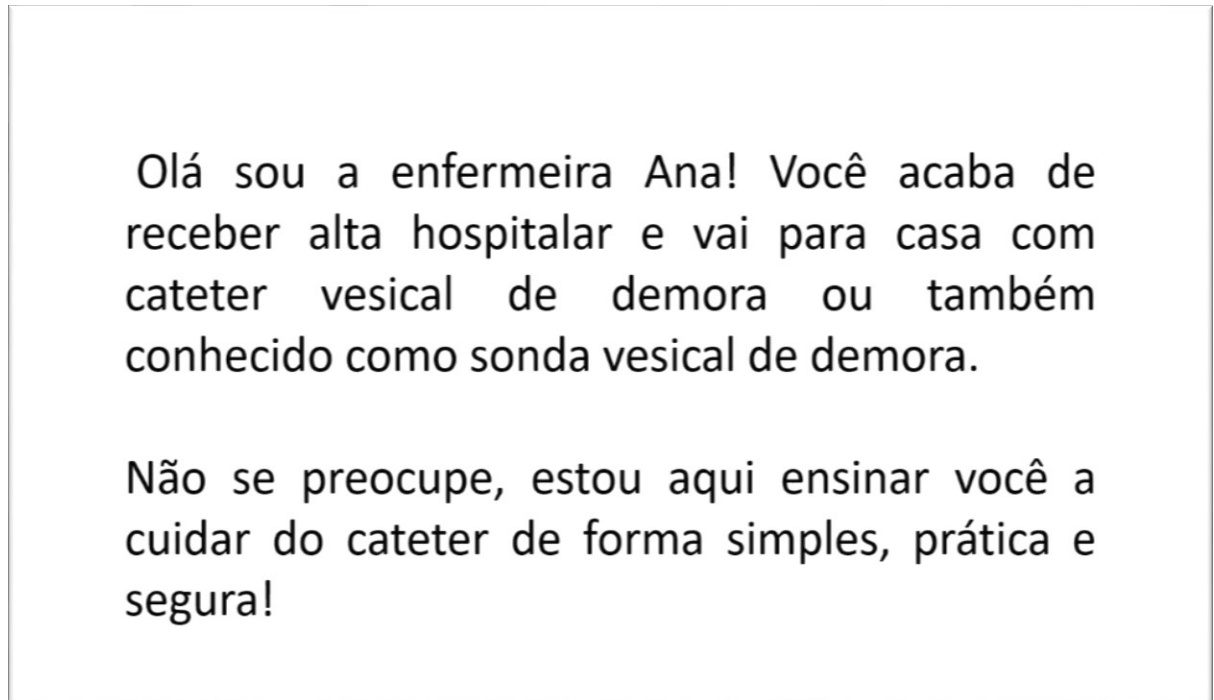 Olá sou a enfermeira Ana! Você acaba de
receber alta hospitalar e vai para casa com
cateter vesical de demora ou também
conhecido como sonda vesical de demora.
Não se preocupe, estou aqui ensinar você a
cuidar do cateter de forma simples, prática e
segura!